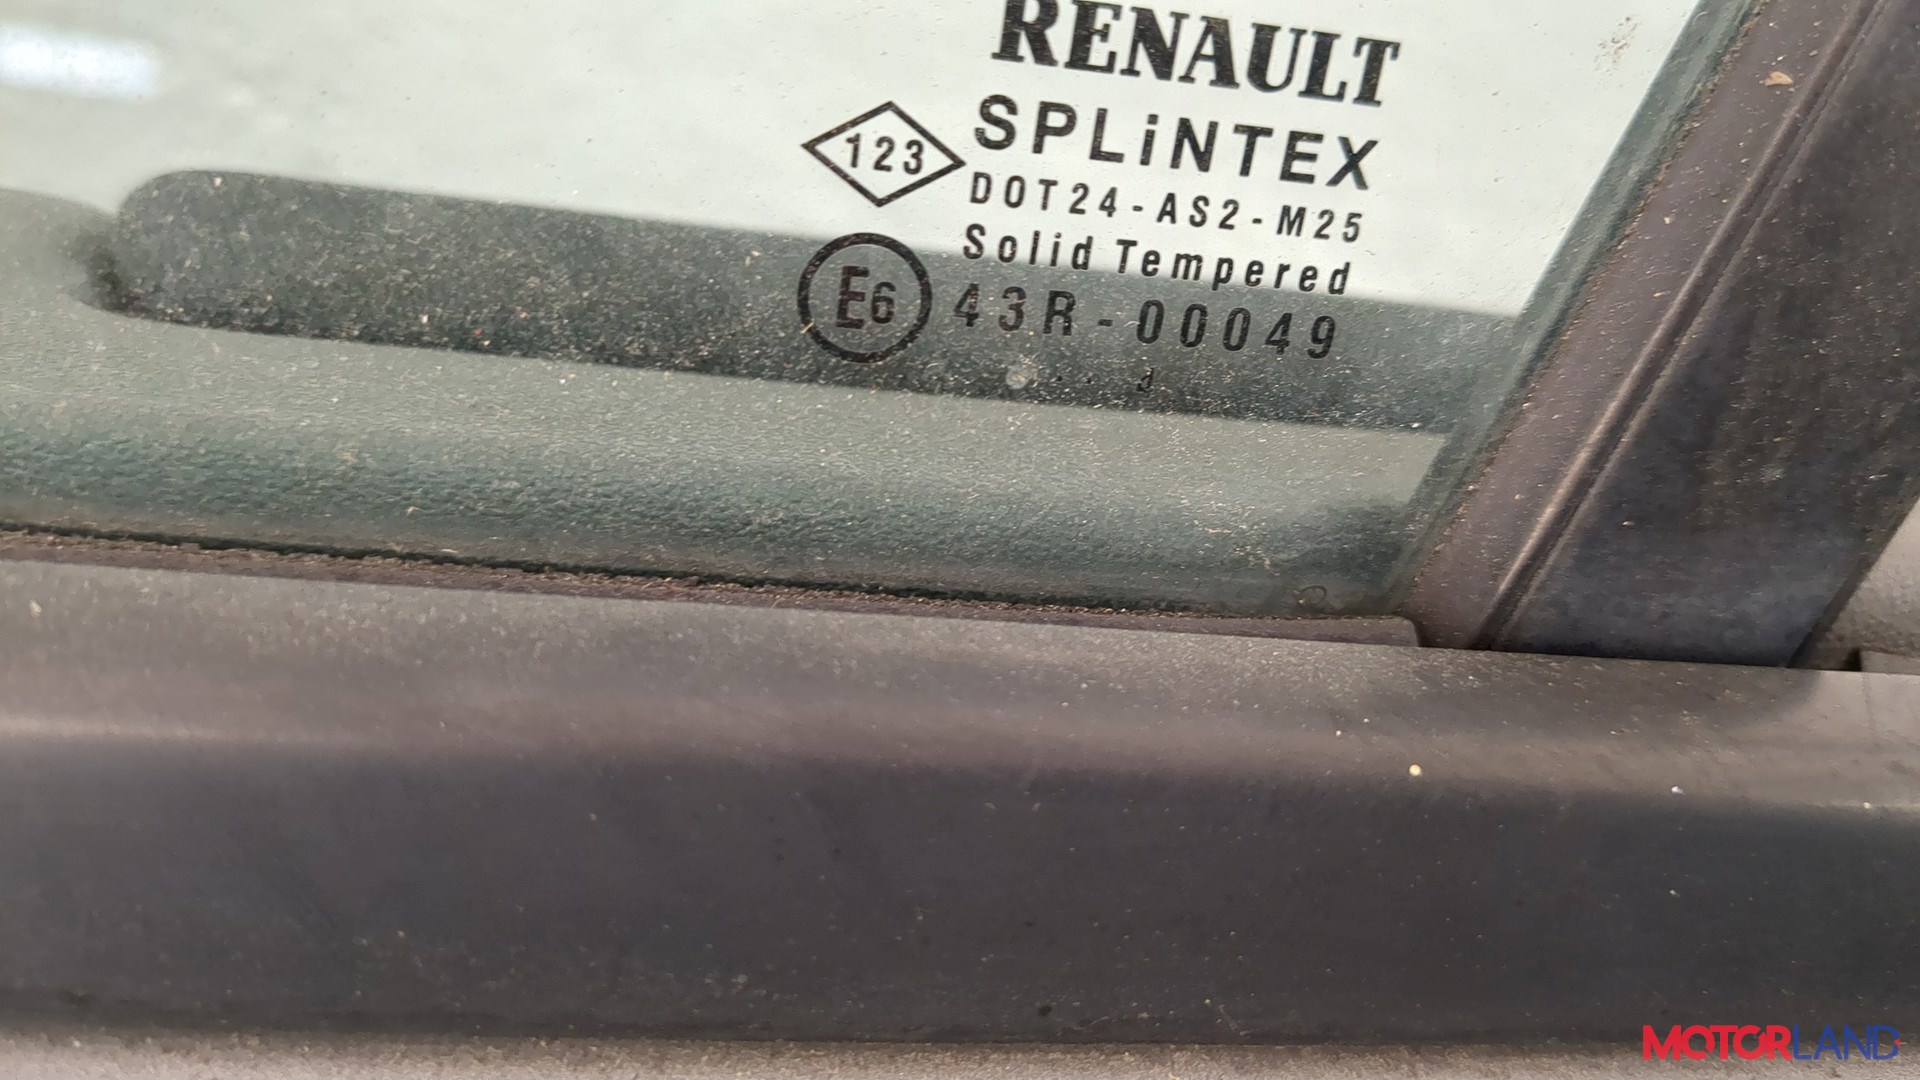 RENAULT
123
SPLiNTEX
DOT24-AS2-M25
Solid Tempered
E6 43R-00049
MOTORLAND